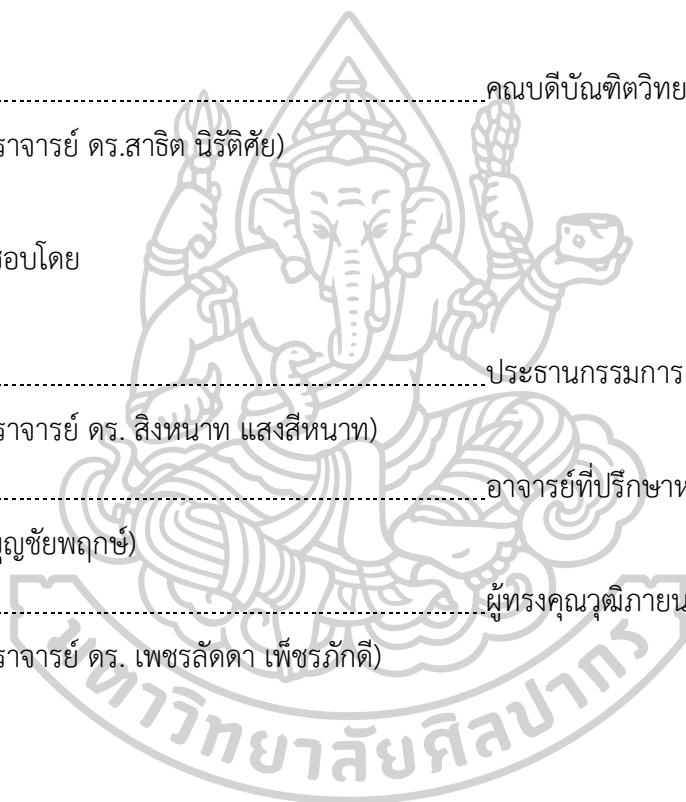 คณบดีบัณฑิตวิทย
ราจารย์ ดร.สาธิต นิรัติศัย)
สอบโดย
ประธานกรรมการ
ราจารย์ ดร. สิงหนาท แสงสีหนาท)
อาจารย์ที่ปรึกษาห
ญชัยพฤกษ์)
ผู้ทรงคุณวุฒิภายน
ราจารย์ ดร. เพชรลัดดา เพ็ชรภักดี)
มหาวิทยาลัยศิลปากร